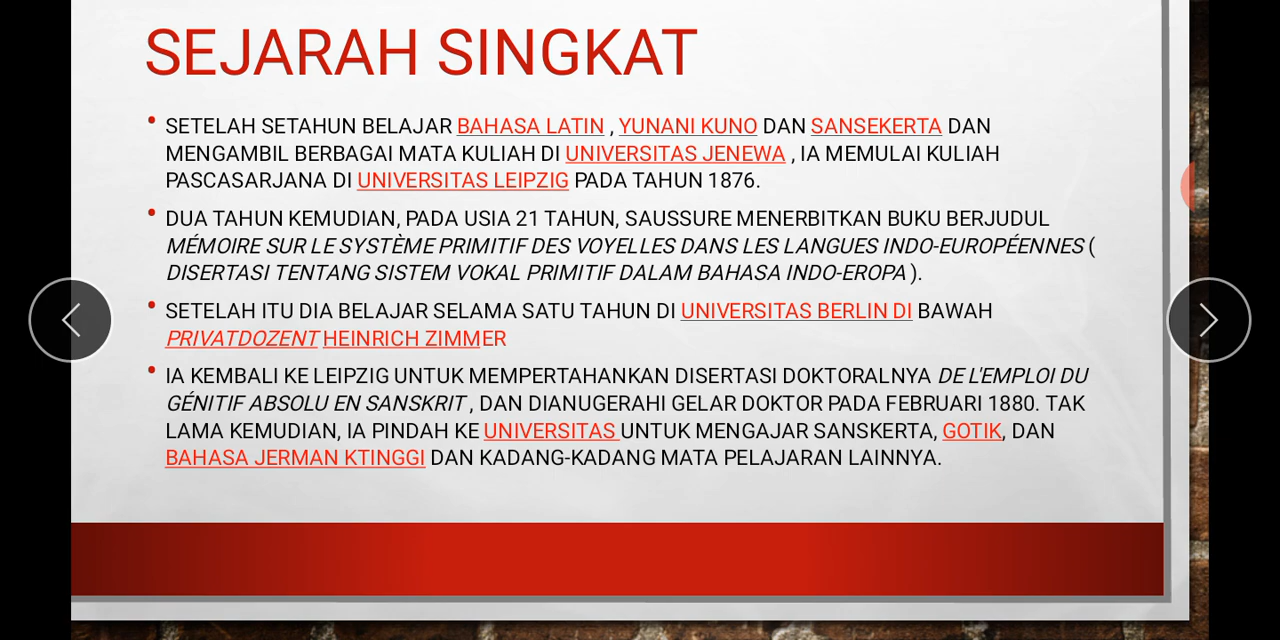 SEJARAH SINGKAT
• SETELAH SETAHUN BELAJAR BAHASA LATIN , YUNANI KUNO DAN SANSEKERTA DAN
MENGAMBIL BERBAGAI MATA KULIAH DI UNIVERSITAS JENEWA , IA MEMULAI KULIAH
PASCASARJANA DI UNIVERSITAS LEIPZIG PADA TAHUN 1876.
• DUA TAHUN KEMUDIAN, PADA USIA 21 TAHUN, SAUSSURE MENERBITKAN BUKU BERJUDUL
MÉMOIRE SUR LE SYSTÈME PRIMITIF DES VOYELLES DANS LES LANGUES INDO-EUROPÉENNES (
DISERTASI TENTANG SISTEM VOKAL PRIMITIF DALAM BAHASA INDO-EROPA ).
• SETELAH ITU DIA BELAJAR SELAMA SATU TAHUN DI UNIVERSITAS BERLIN DI BAWAH
PRIVATDOZENT HEINRICH ZIMMER
• IA KEMBALI KE LEIPZIG UNTUK MEMPERTAHANKAN DISERTASI DOKTORALNYA DE L'EMPLOI DU
GÉNITIF ABSOLU EN SANSKRIT , DAN DIANUGERAHI GELAR DOKTOR PADA FEBRUARI 1880. TAK
LAMA KEMUDIAN, IA PINDAH KE UNIVERSITAS UNTUK MENGAJAR SANSKERTA, GOTIK, DAN
BAHASA JERMAN KTINGGI DAN KADANG-KADANG MATA PELAJARAN LAINNYA.